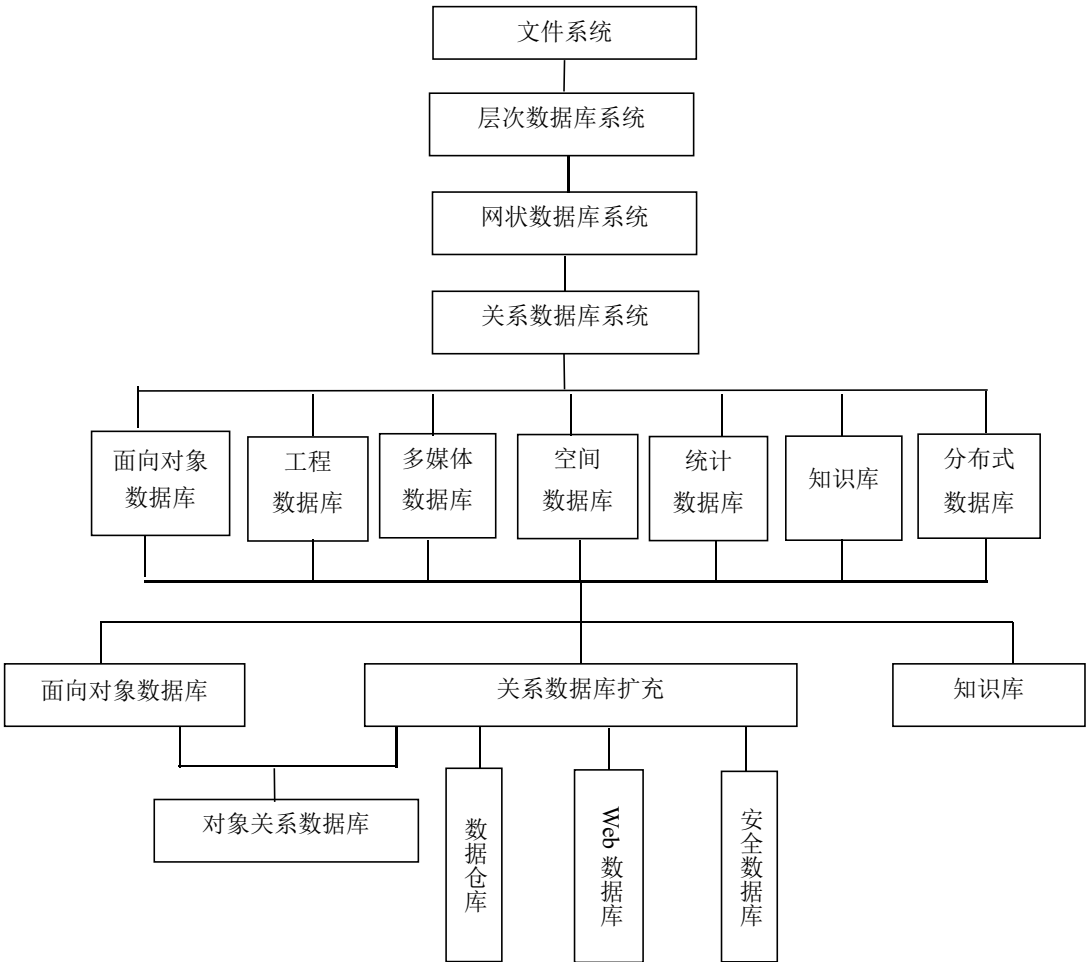 文件系统
层次数据库系统
网状数据库系统
关系数据库系统
面向对象
数据库
工程
数据库
多媒体
数据库
空间
数据库
统计
数据库
知识库
分布式
数据库
面向对象数据库
关系数据库扩充
知识库
对象关系数据库
数据仓库
Web 数据库
安全数据库